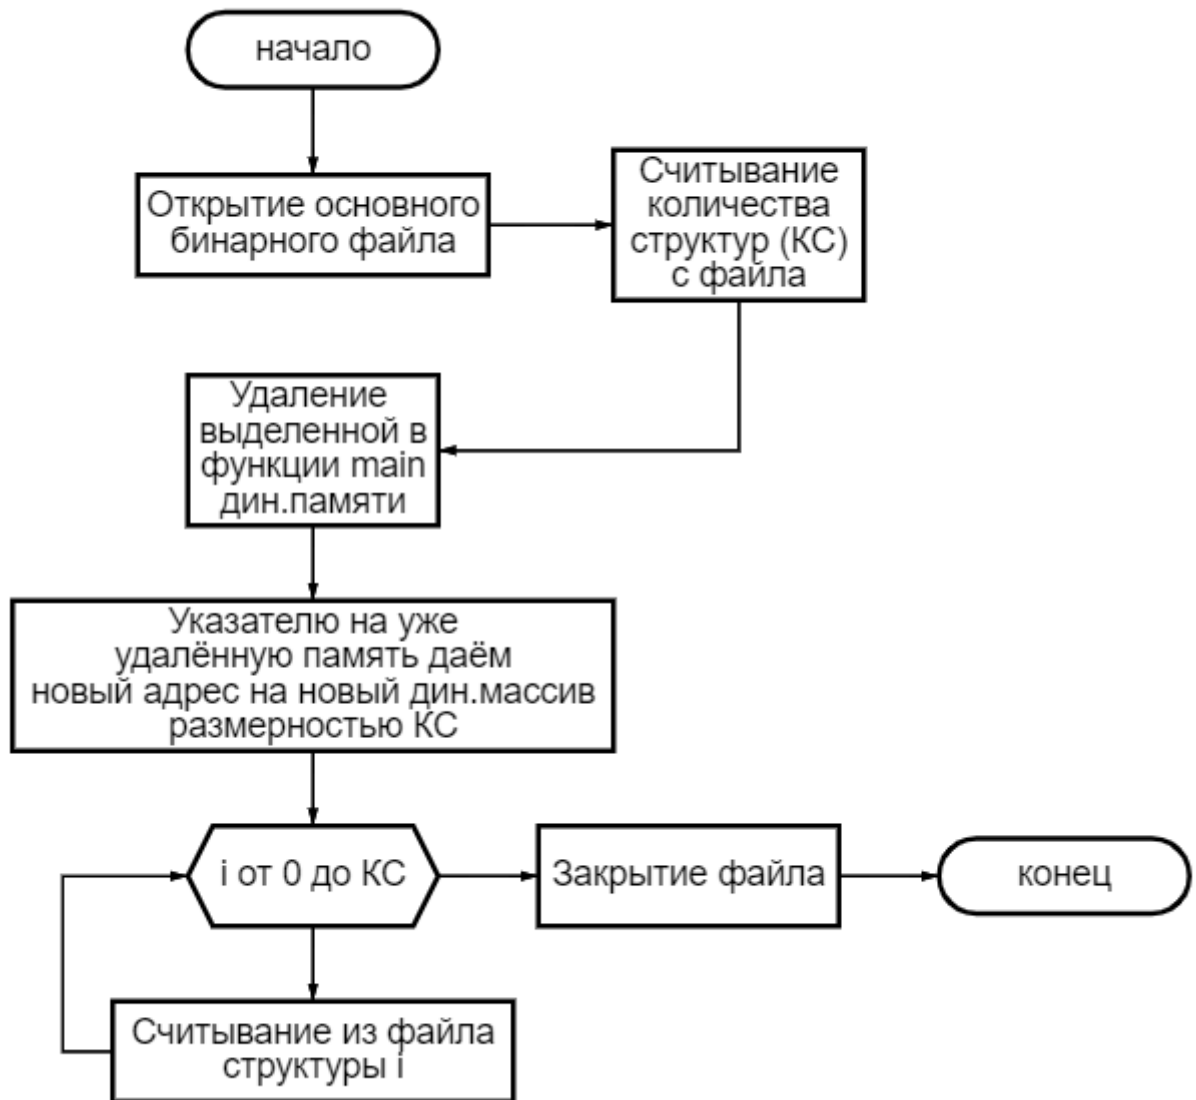 начало
Открытие основного
бинарного файла
Считывание
количества
структур (КС)
с файла
Удаление
выделенной в
функции main
дин.памяти
Указателю на уже
удалённую память даём
новый адрес на новый дин.массив
размерностью КС
i от 0 до КС
Закрытие файла
конец
Считывание из файла
структуры i